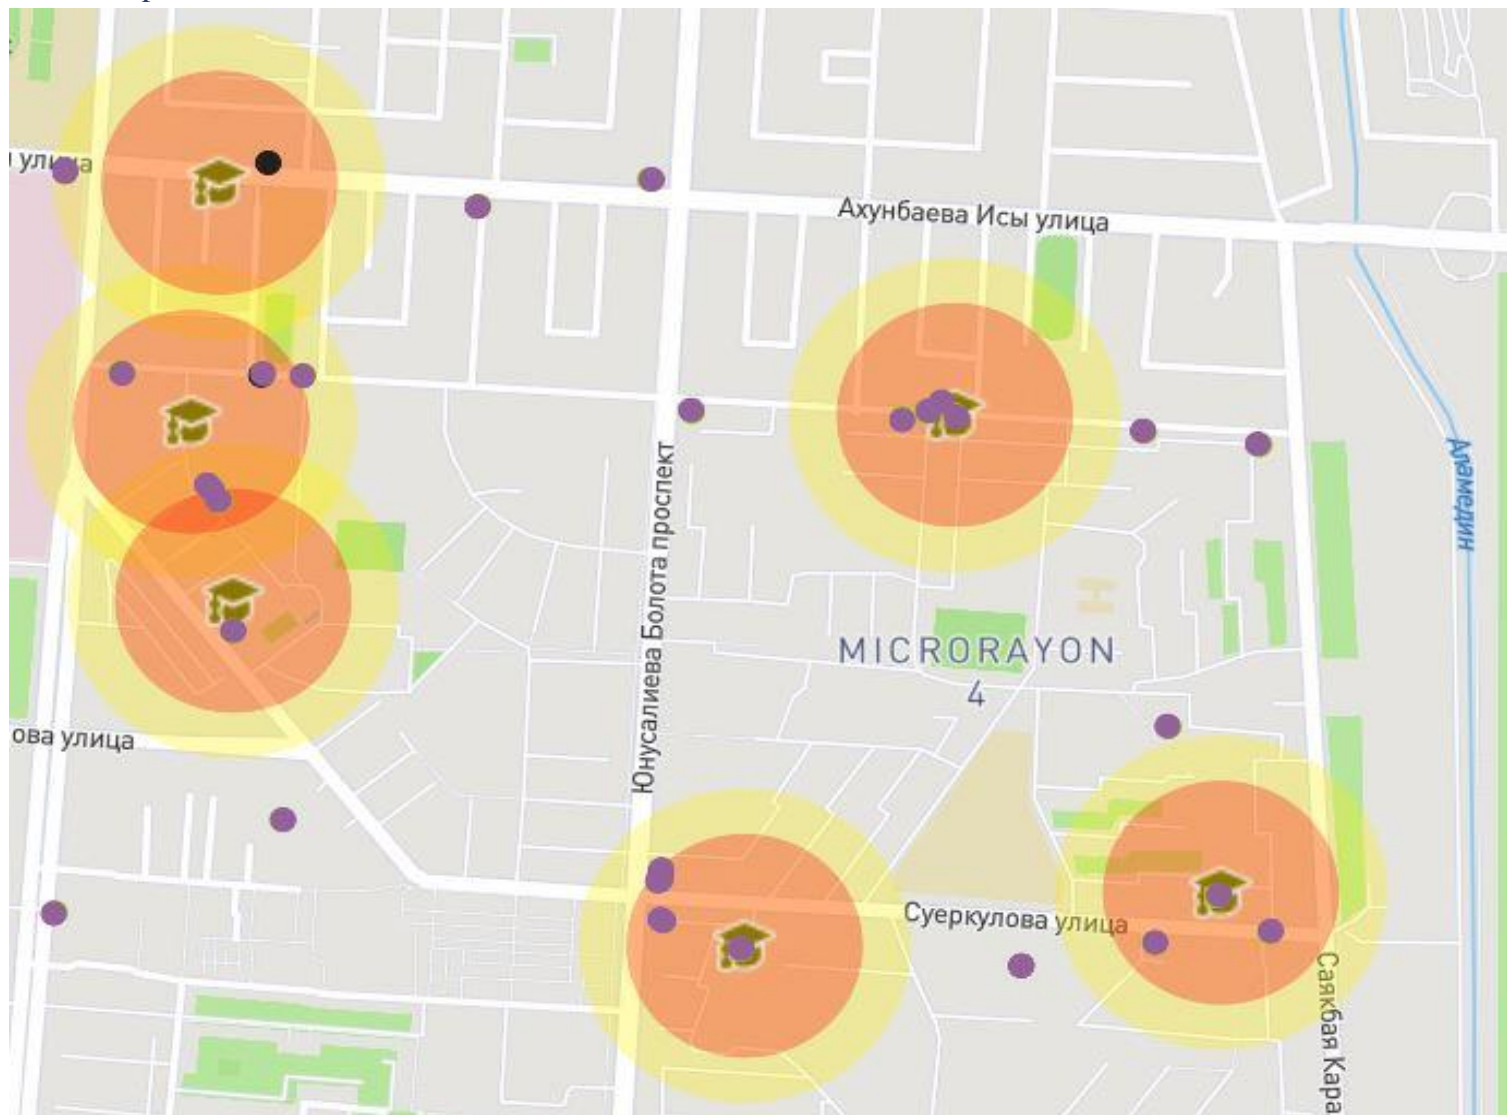 улица
Ахунбаева Исы улица
Юнусалиева Болота проспект
Аламедин
MICRORAYON
4
ова улица
Суеркулова улица
Саякбая Кара